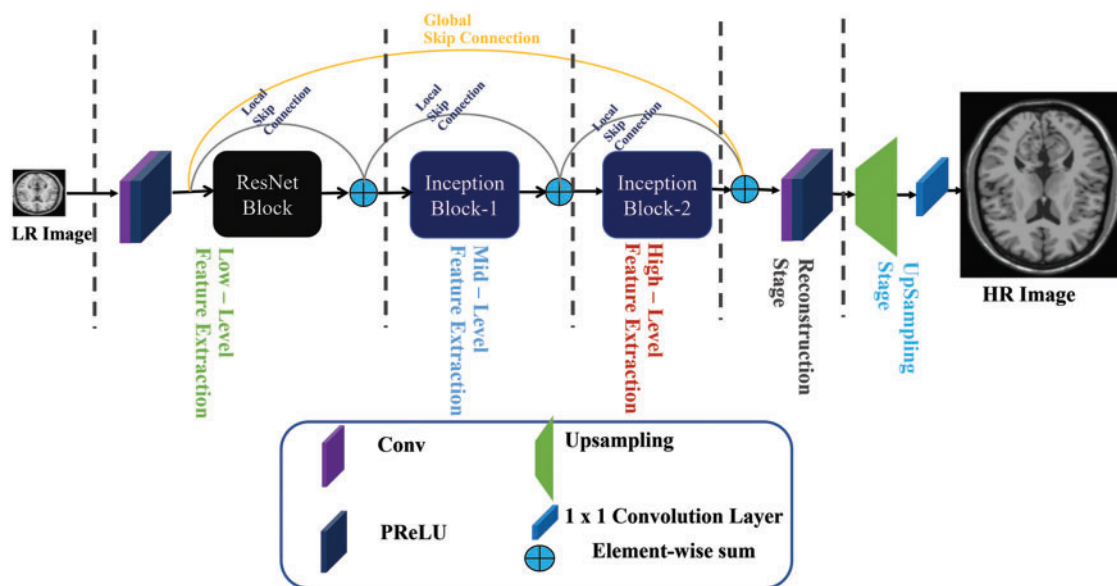 Global
Skip Connection
Local
Skip
Connection
Local
Skip
Connection
Local
Skip
Connection
LR Image
ResNet
Block
Inception
Block-1
Inception
Block-2
Low – Level
Feature Extraction
Mid – Level
Feature Extraction
High – Level
Feature Extraction
Reconstruction
Stage
UpSampling
Stage
HR Image
Conv
Upsampling
PReLU
1 x 1 Convolution Layer
Element-wise sum